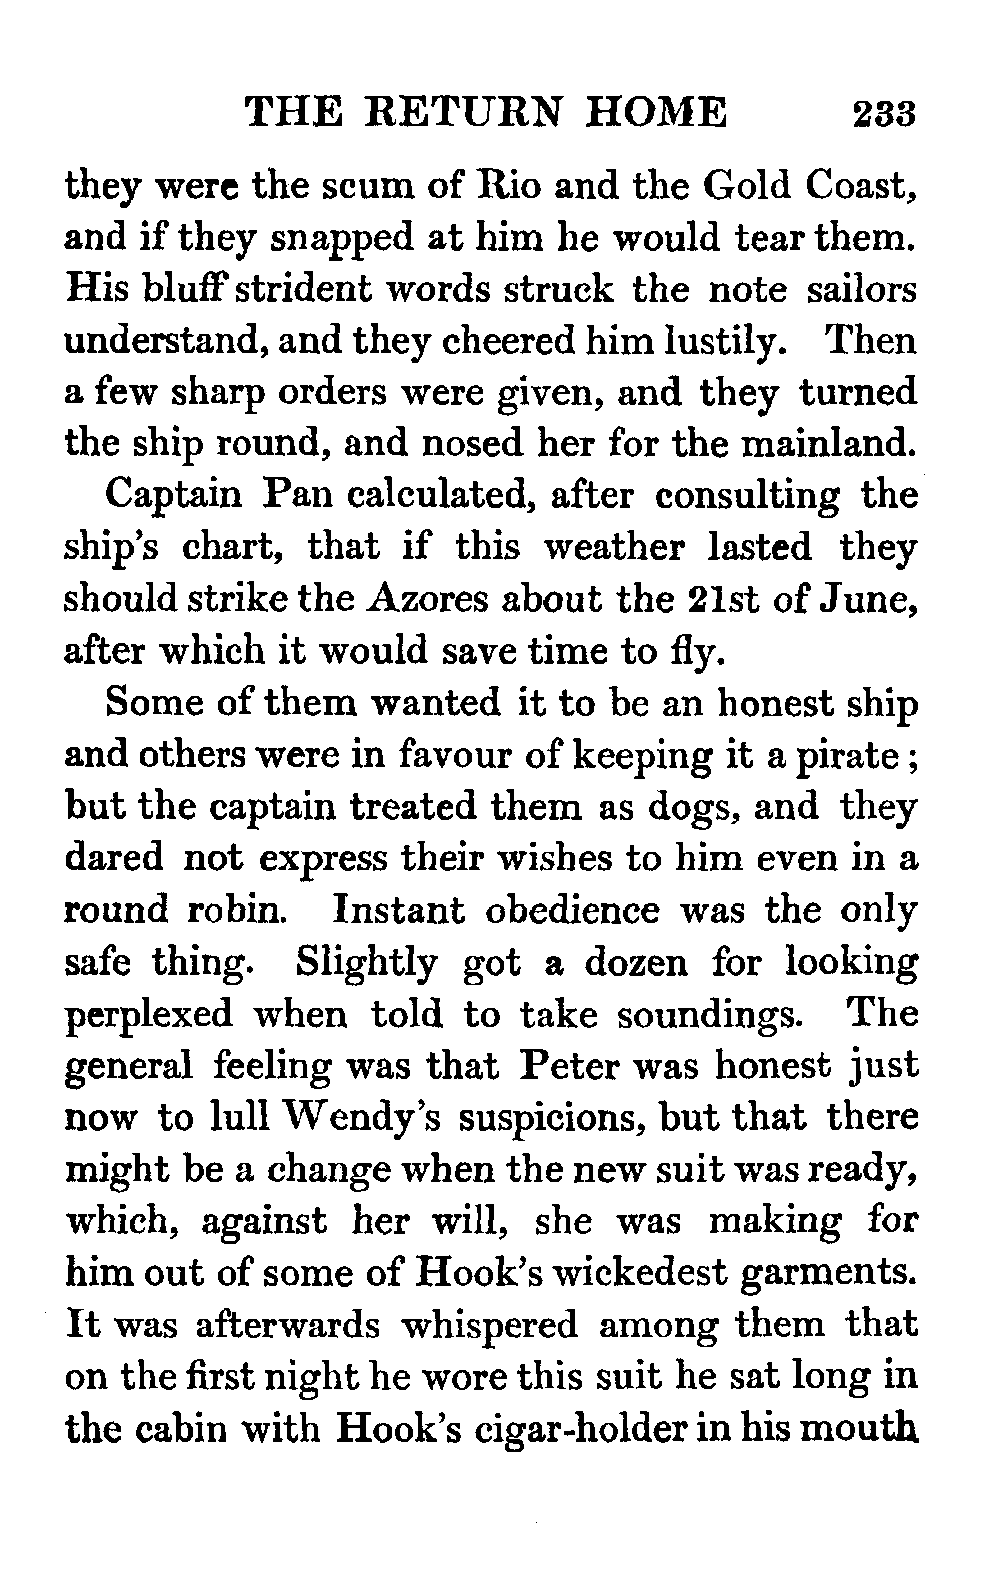 THE RETURN HOME 233
they were the scum of Rio and the Gold Coast,
and if they snapped at him he would tear them.
His bluff strident words struck the note sailors
understand, and they cheered him lustily. Then
a few sharp orders were given, and they turned
the ship round, and nosed her for the mainland.
Captain Pan calculated, after consulting the
ship's chart, that if this weather lasted they
should strike the Azores about the 21st of June,
after which it would save time to fly.
Some of them wanted it to be an honest ship
and others were in favour of keeping it a pirate ;
but the captain treated them as dogs, and they
dared not express their wishes to him even in a
round robin. Instant obedience was the only
safe thing. Slightly got a dozen for looking
perplexed when told to take soundings. The
general feeling was that Peter was honest just
now to lull Wendy's suspicions, but that there
might be a change when the new suit was ready,
which, against her will, she was making for
him out of some of Hook's wickedest garments.
It was afterwards whispered among them that
on the first night he wore this suit he sat long in
the cabin with Hook's cigar-holder in his mouth